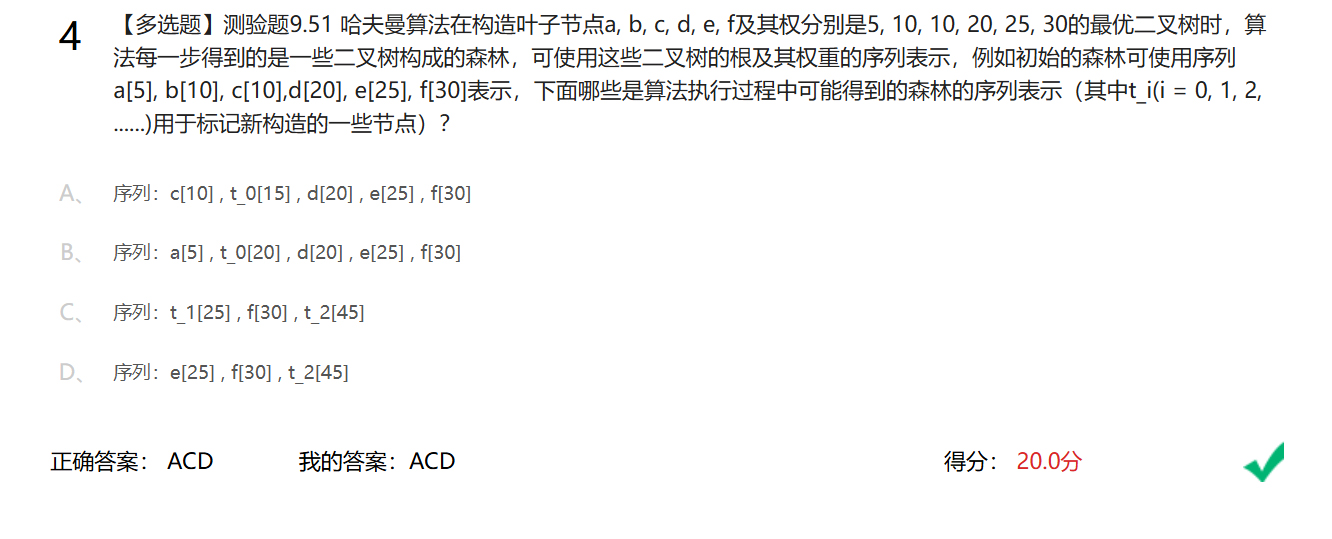 4
【多选题】测验题9.51 哈夫曼算法在构造叶子节点a, b, c, d, e, f及其权分别是5, 10, 10, 20, 25, 30的最优二叉树时，算
法每一步得到的是一些二叉树构成的森林，可使用这些二叉树的根及其权重的序列表示，例如初始的森林可使用序列
a[5], b[10], c[10],d[20], e[25], f[30]表示，下面哪些是算法执行过程中可能得到的森林的序列表示（其中t_i(i = 0, 1, 2,
......)用于标记新构造的一些节点）？
A、 序列：c[10] , t_0[15] , d[20] , e[25] , f[30]
B、 序列：a[5] , t_0[20] , d[20] , e[25] , f[30]
C、 序列：t_1[25] , f[30] , t_2[45]
D、 序列：e[25] , f[30] , t_2[45]
正确答案： ACD 我的答案：ACD 得分： 20.0分